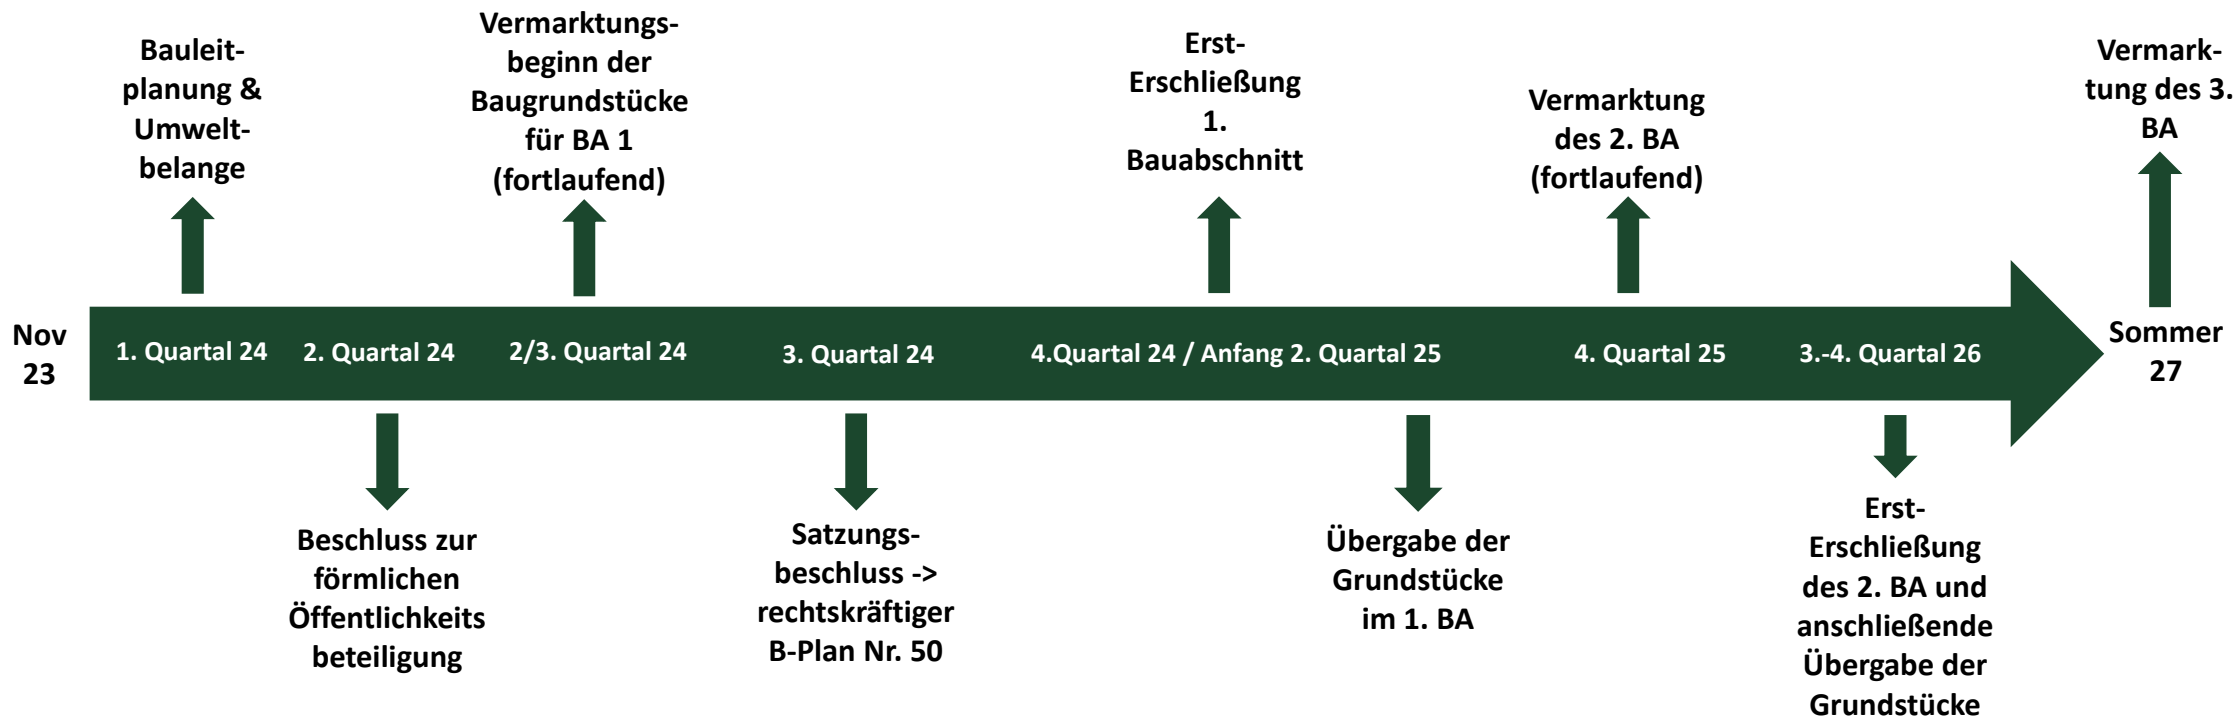 Bauleit-
planung &
Umwelt-
belange
Vermarktungs-
beginn der
Baugrundstücke
für BA 1
(fortlaufend)
Erst-
Erschließung
1.
Bauabschnitt
Vermarktung
des 2. BA
(fortlaufend)
Vermark-
tung des 3.
BA
Nov
23
1. Quartal 24
2. Quartal 24
2/3. Quartal 24
3. Quartal 24
4.Quartal 24 / Anfang 2. Quartal 25
4. Quartal 25
3.-4. Quartal 26
Sommer
27
Beschluss zur
förmlichen
Öffentlichkeits
beteiligung
Satzungs-
beschluss ->
rechtskräftiger
B-Plan Nr. 50
Übergabe der
Grundstücke
im 1. BA
Erst-
Erschließung
des 2. BA und
anschließende
Übergabe der
Grundstücke